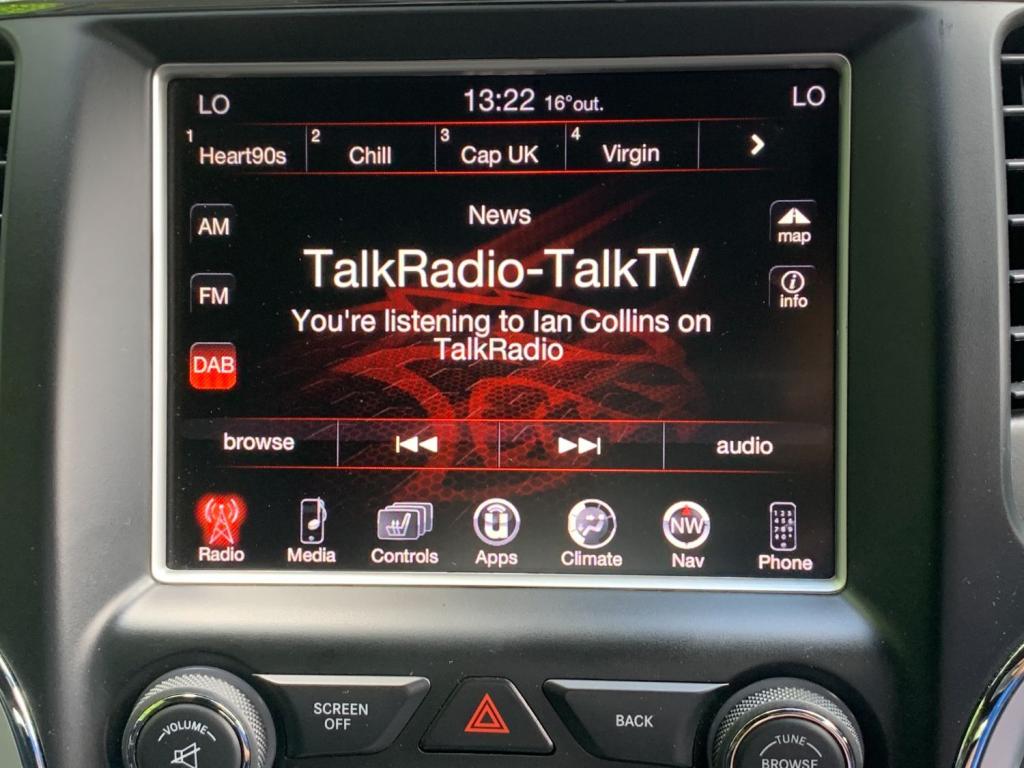 LO 13:22 16°out. LO
1 Heart90s 2 Chill 3 Cap UK 4 Virgin
News
AM
map
TalkRadio-TalkTV
FM
info
You're listening to Ian Collins on
TalkRadio
DAB
browse audio
NW
Radio Media Controls Apps Climate Nav Phone
SCREEN
OFF
BACK
VOLUME
TUNE
BROWSE